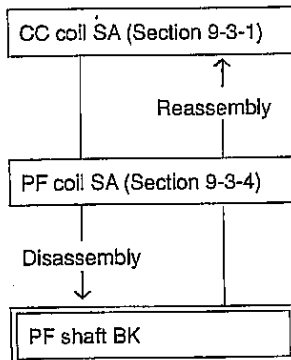 CC coil SA (Section 9-3-1)
Reassembly
PF coil SA (Section 9-3-4)
Disassembly
PF shaft BK